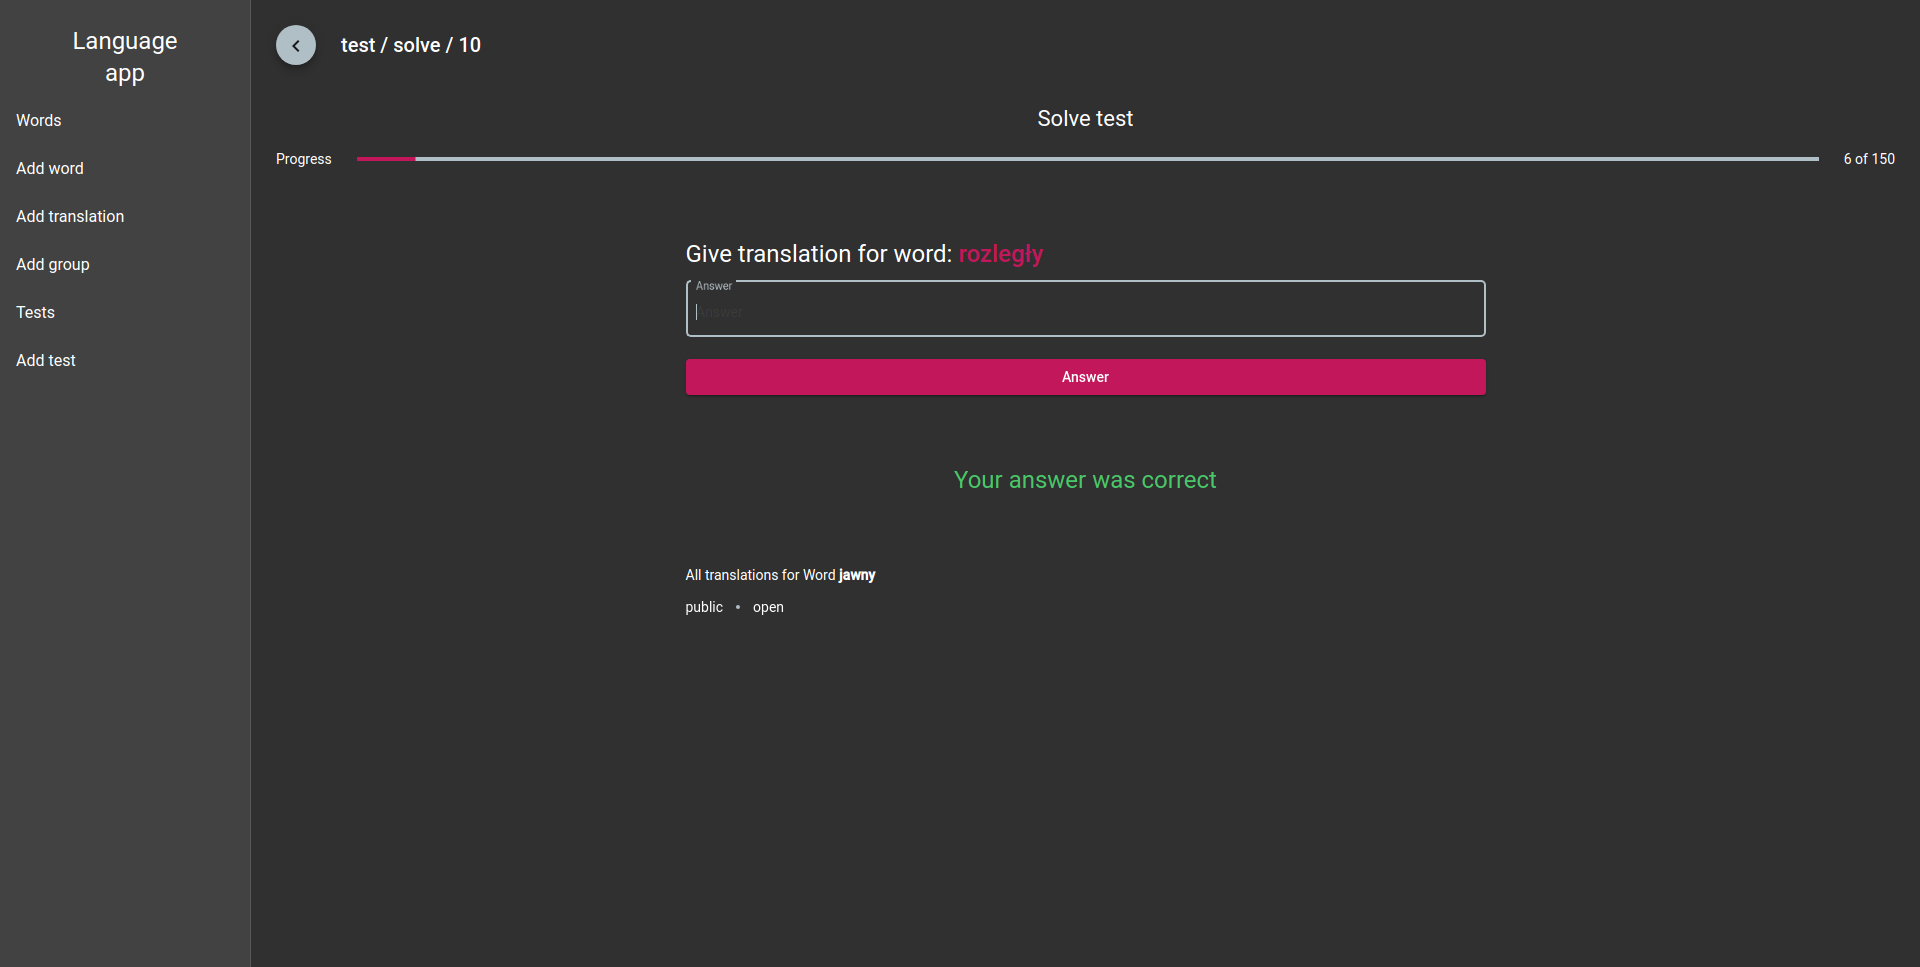 Language
app
Words
Add word
Add translation
Add group
Tests
Add test
test / solve / 10
Solve test
Progress
6 of 150
Give translation for word: rozległy
Answer
Answer
Answer
Your answer was correct
All translations for Word jawny
public • open